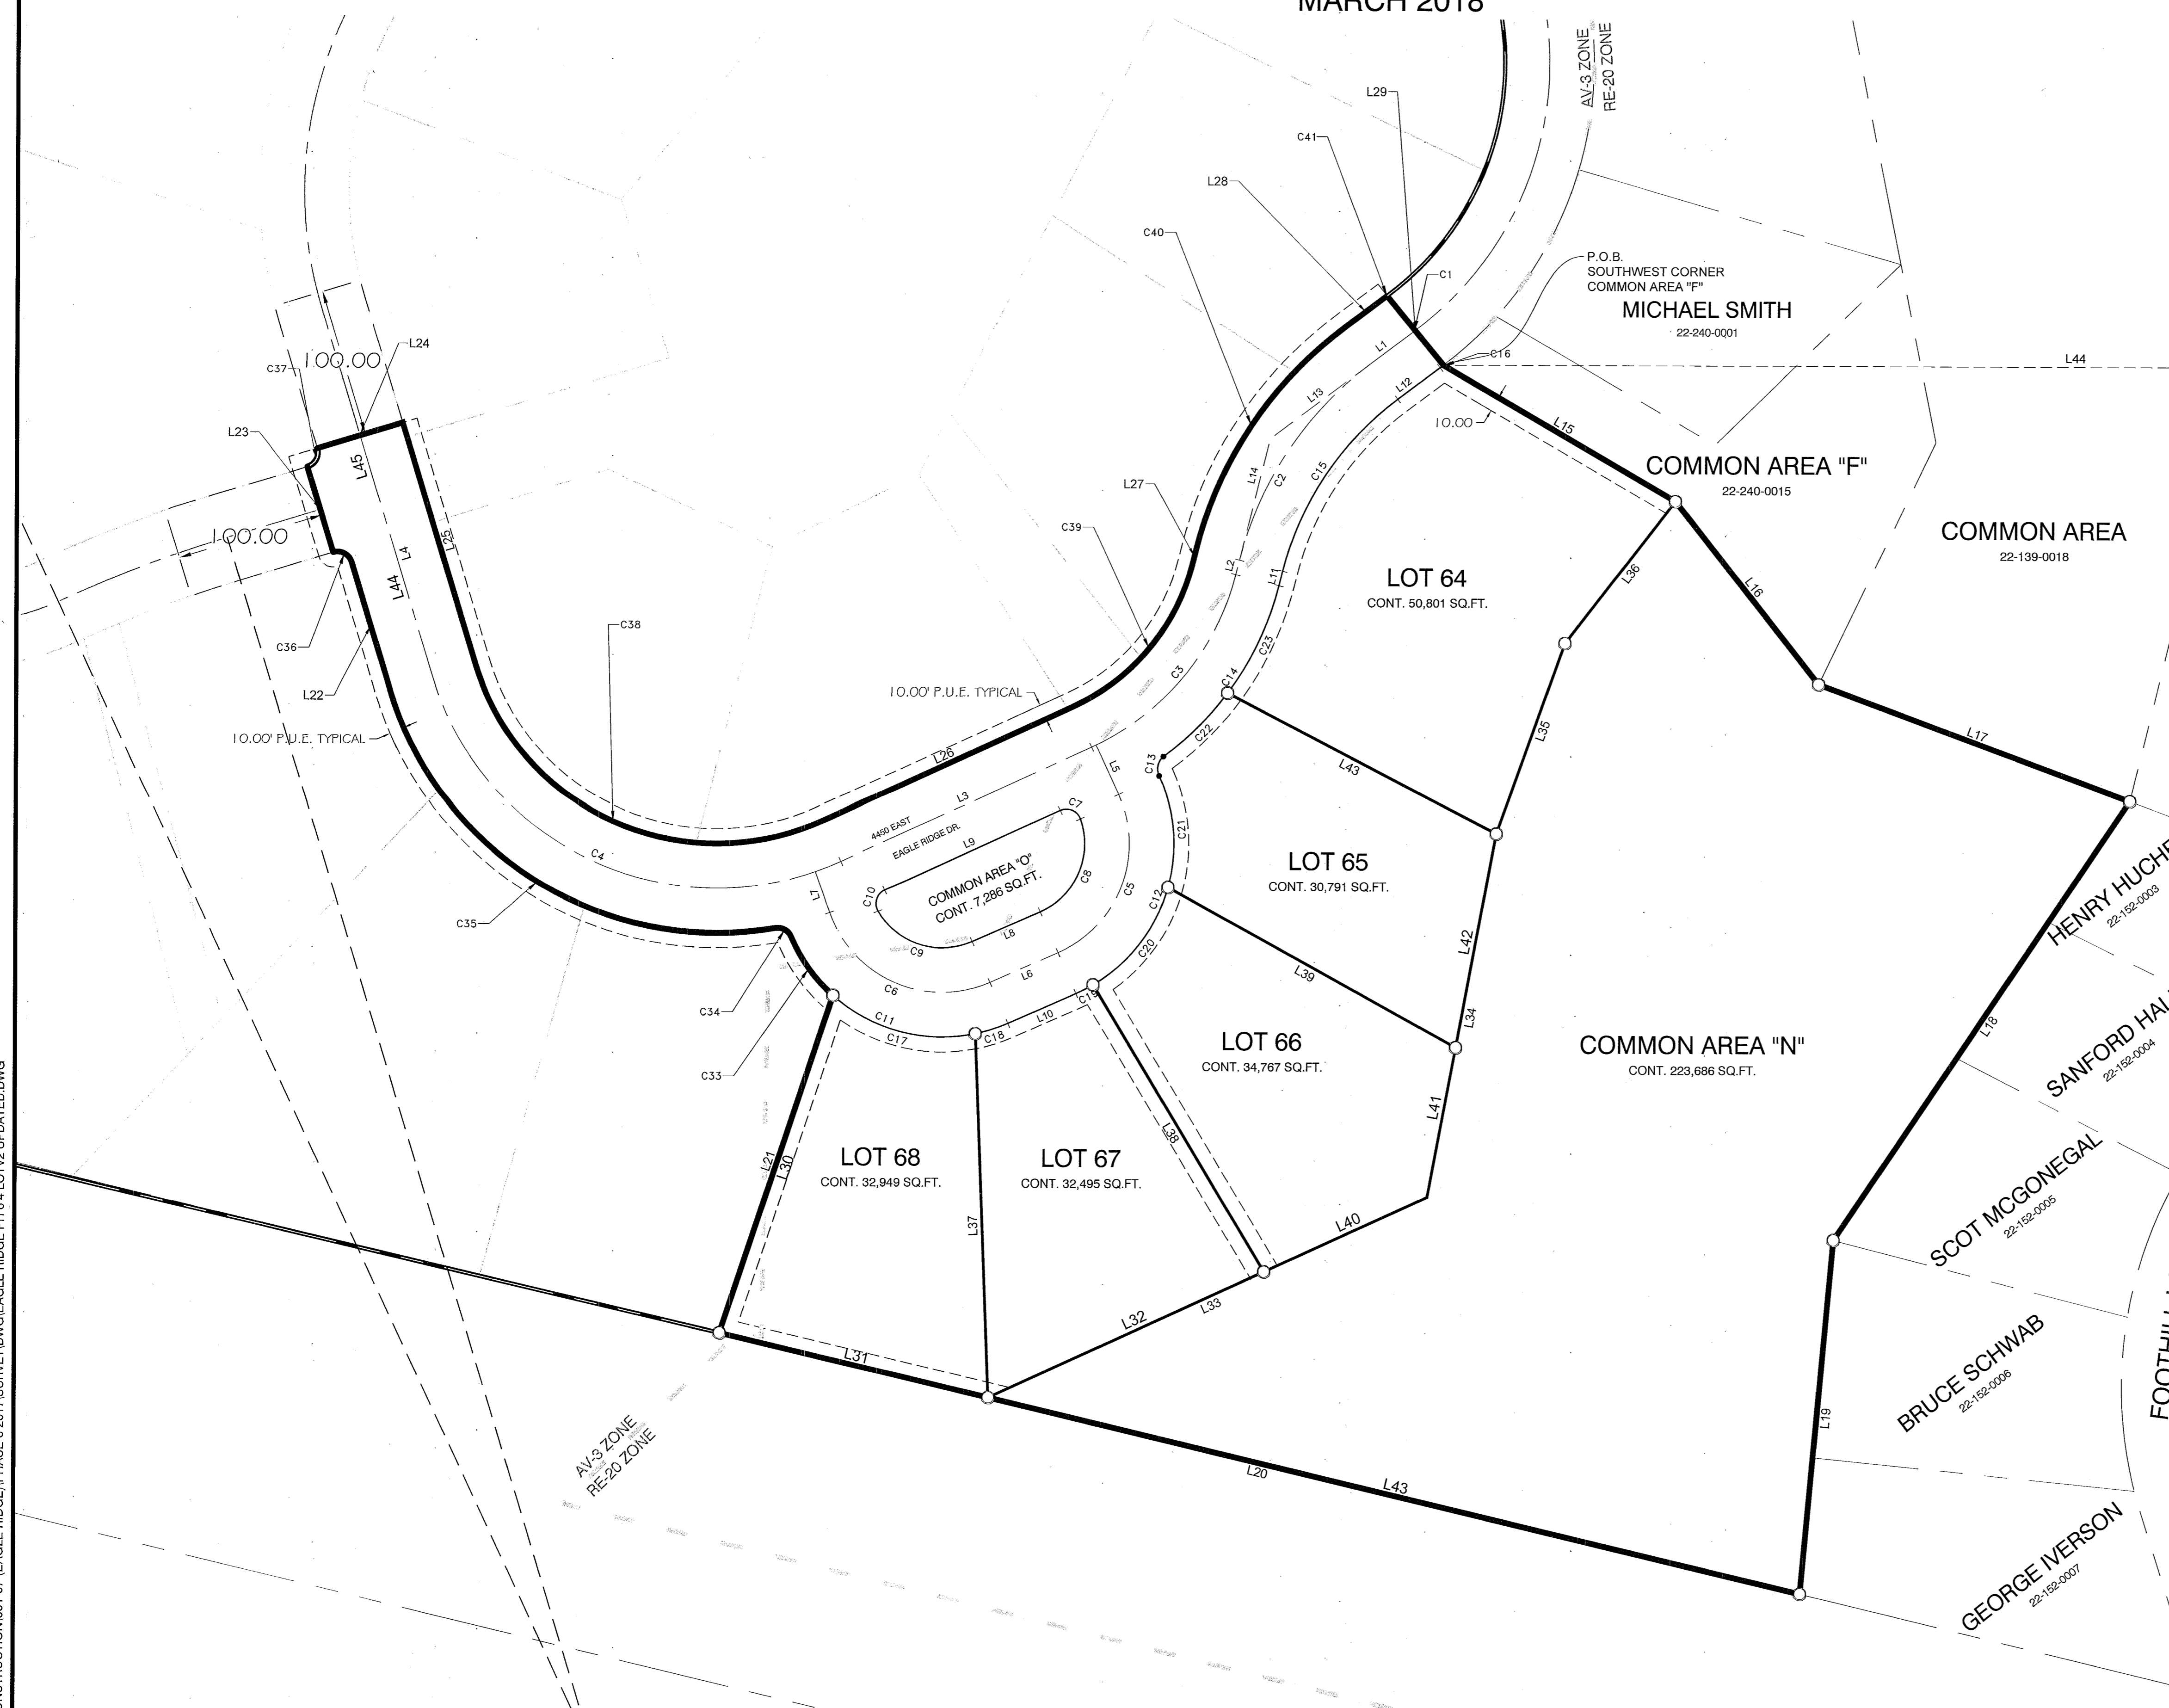 MARCH 2018
AV-3 ZONE
RE-20 ZONE
L29
C41
L28
C40
C1
P.O.B.
SOUTHWEST CORNER
COMMON AREA "F"
MICHAEL SMITH
22-240-0001
L44
C16
L1
L12
L13
L24
100.00
C37
L23
L45
100.00
L25
L4
L44
C36
L22
10.00' P.U.E. TYPICAL
C38
C35
C4
10.00
L15
COMMON AREA "F"
22-240-0015
COMMON AREA
22-139-0018
L16
L17
C15
L14
C2
L27
C39
L2
L11
LOT 64
CONT. 50,801 SQ.FT.
L36
L35
C23
C14
C3
10.00' P.U.E. TYPICAL
L26
L3
4450 EAST
EAGLE RIDGE DR.
L5
C13
C22
L43
C7
L9
C10
COMMON AREA "O"
CONT. 7,286 SQ.FT.
C8
C5
C21
L7
C9
L8
L6
C6
C12
LOT 65
CONT. 30,791 SQ.FT.
L42
L39
C20
C34
C33
C11
C17
C18
L10
C19
LOT 66
CONT. 34,767 SQ.FT.
L34
L41
COMMON AREA "N"
CONT. 223,686 SQ.FT.
L18
22-152-0003
22-152-0004
SCOT MCGONEGAL
22-152-0005
BRUCE SCHWAB
22-152-0006
GEORGE IVERSON
22-152-0007
L21
L30
LOT 68
CONT. 32,949 SQ.FT.
LOT 67
CONT. 32,495 SQ.FT.
L37
L38
L40
L33
L32
L31
L19
L20
L43
AV-3 ZONE
RE-20 ZONE
HENRY
SANFORD